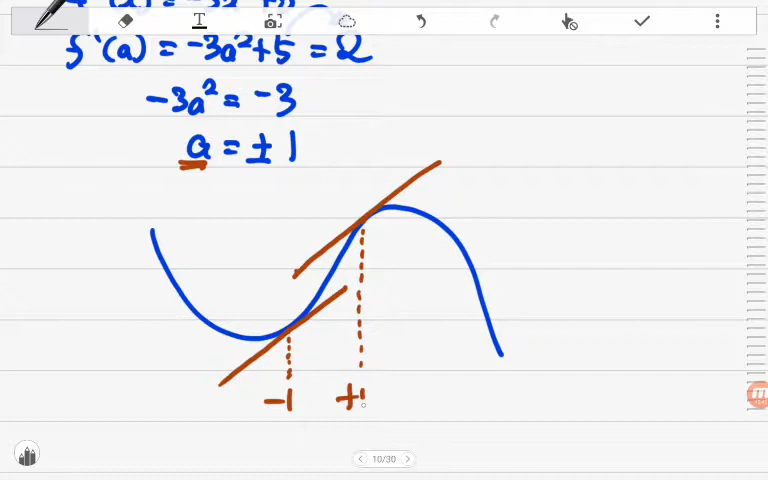 f'(a) = -3a²+5 = 2
-3a² = -3
a = ± 1
-1 +1
10/30